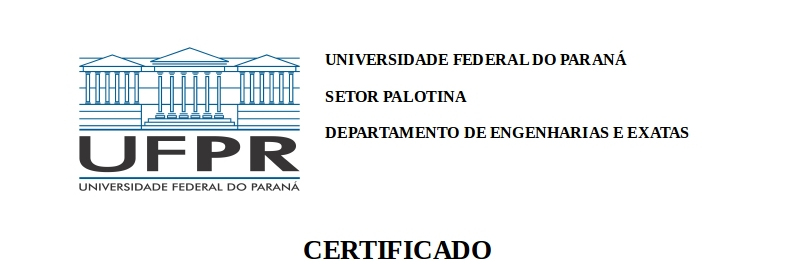 UNIVERSIDADE FEDERAL DO PARANÁ
SETOR PALOTINA
DEPARTAMENTO DE ENGENHARIAS E EXATAS
UFPR
UNIVERSIDADE FEDERAL DO PARANÁ
CERTIFICADO